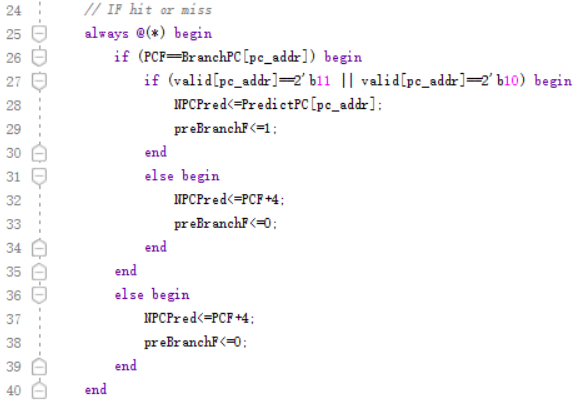 24 // IF hit or miss
25 always @(*) begin
26 if (PCF==BranchPC[pc_addr]) begin
27 if (valid[pc_addr]==2'b11 || valid[pc_addr]==2'b10) begin
28 NPCPred<=PredictPC[pc_addr];
29 preBranchF<=1;
30 end
31 else begin
32 NPCPred<=PCF+4;
33 preBranchF<=0;
34 end
35 end
36 else begin
37 NPCPred<=PCF+4;
38 preBranchF<=0;
39 end
40 end